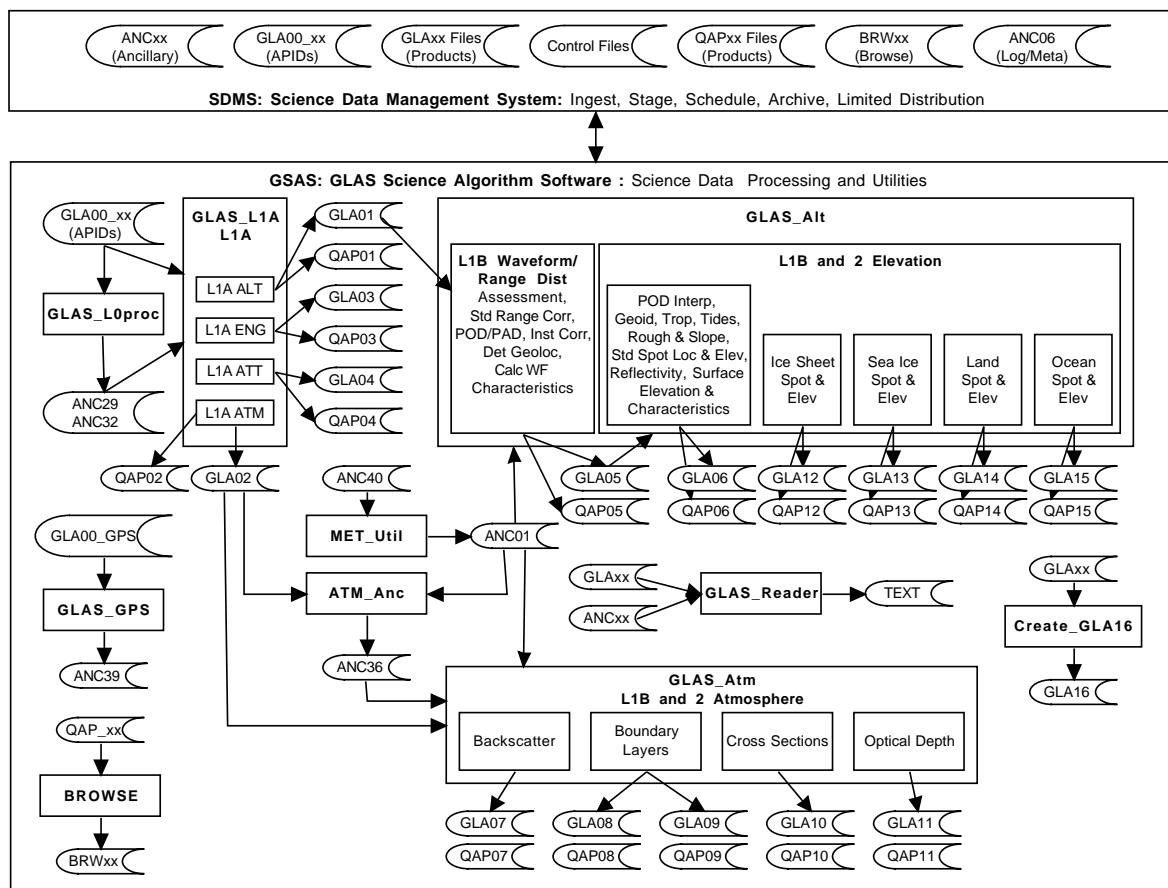 ANCxx
(Ancillary)
GLA00_xx
(APIDs)
GLAxx Files
(Products)
Control Files
QAPxx Files
(Products)
BRWxx
(Browse)
ANC06
(Log/Meta)
SDMS: Science Data Management System: Ingest, Stage, Schedule, Archive, Limited Distribution
GSAS: GLAS Science Algorithm Software : Science Data Processing and Utilities
GLA00_xx
(APIDs)
GLAS_L0proc
ANC29
ANC32
GLAS_L1A
L1A
L1A ALT
L1A ENG
L1A ATT
L1A ATM
GLA01
QAP01
GLA03
QAP03
GLA04
QAP04
QAP02
GLA02
GLAS_Alt
L1B Waveform/
Range Dist
Assessment,
Std Range Corr,
POD/PAD, Inst Corr,
Det Geoloc,
Calc WF
Characteristics
L1B and 2 Elevation
POD Interp,
Geoid, Trop, Tides,
Rough & Slope,
Std Spot Loc & Elev,
Reflectivity, Surface
Elevation &
Characteristics
Ice Sheet
Spot &
Elev
Sea Ice
Spot &
Elev
Land
Spot &
Elev
Ocean
Spot &
Elev
GLA05
QAP05
GLA06
QAP06
GLA12
QAP12
GLA13
QAP13
GLA14
QAP14
GLA15
QAP15
ANC40
MET_Util
ANC01
ATM_Anc
ANC36
GLA00_GPS
GLAS_GPS
ANC39
QAP_xx
BROWSE
BRWxx
GLAxx
ANCxx
GLAS_Reader
TEXT
GLAxx
Create_GLA16
GLA16
GLAS_Atm
L1B and 2 Atmosphere
Backscatter
Boundary
Layers
Cross Sections
Optical Depth
GLA07
QAP07
GLA08
QAP08
GLA09
QAP09
GLA10
QAP10
GLA11
QAP11